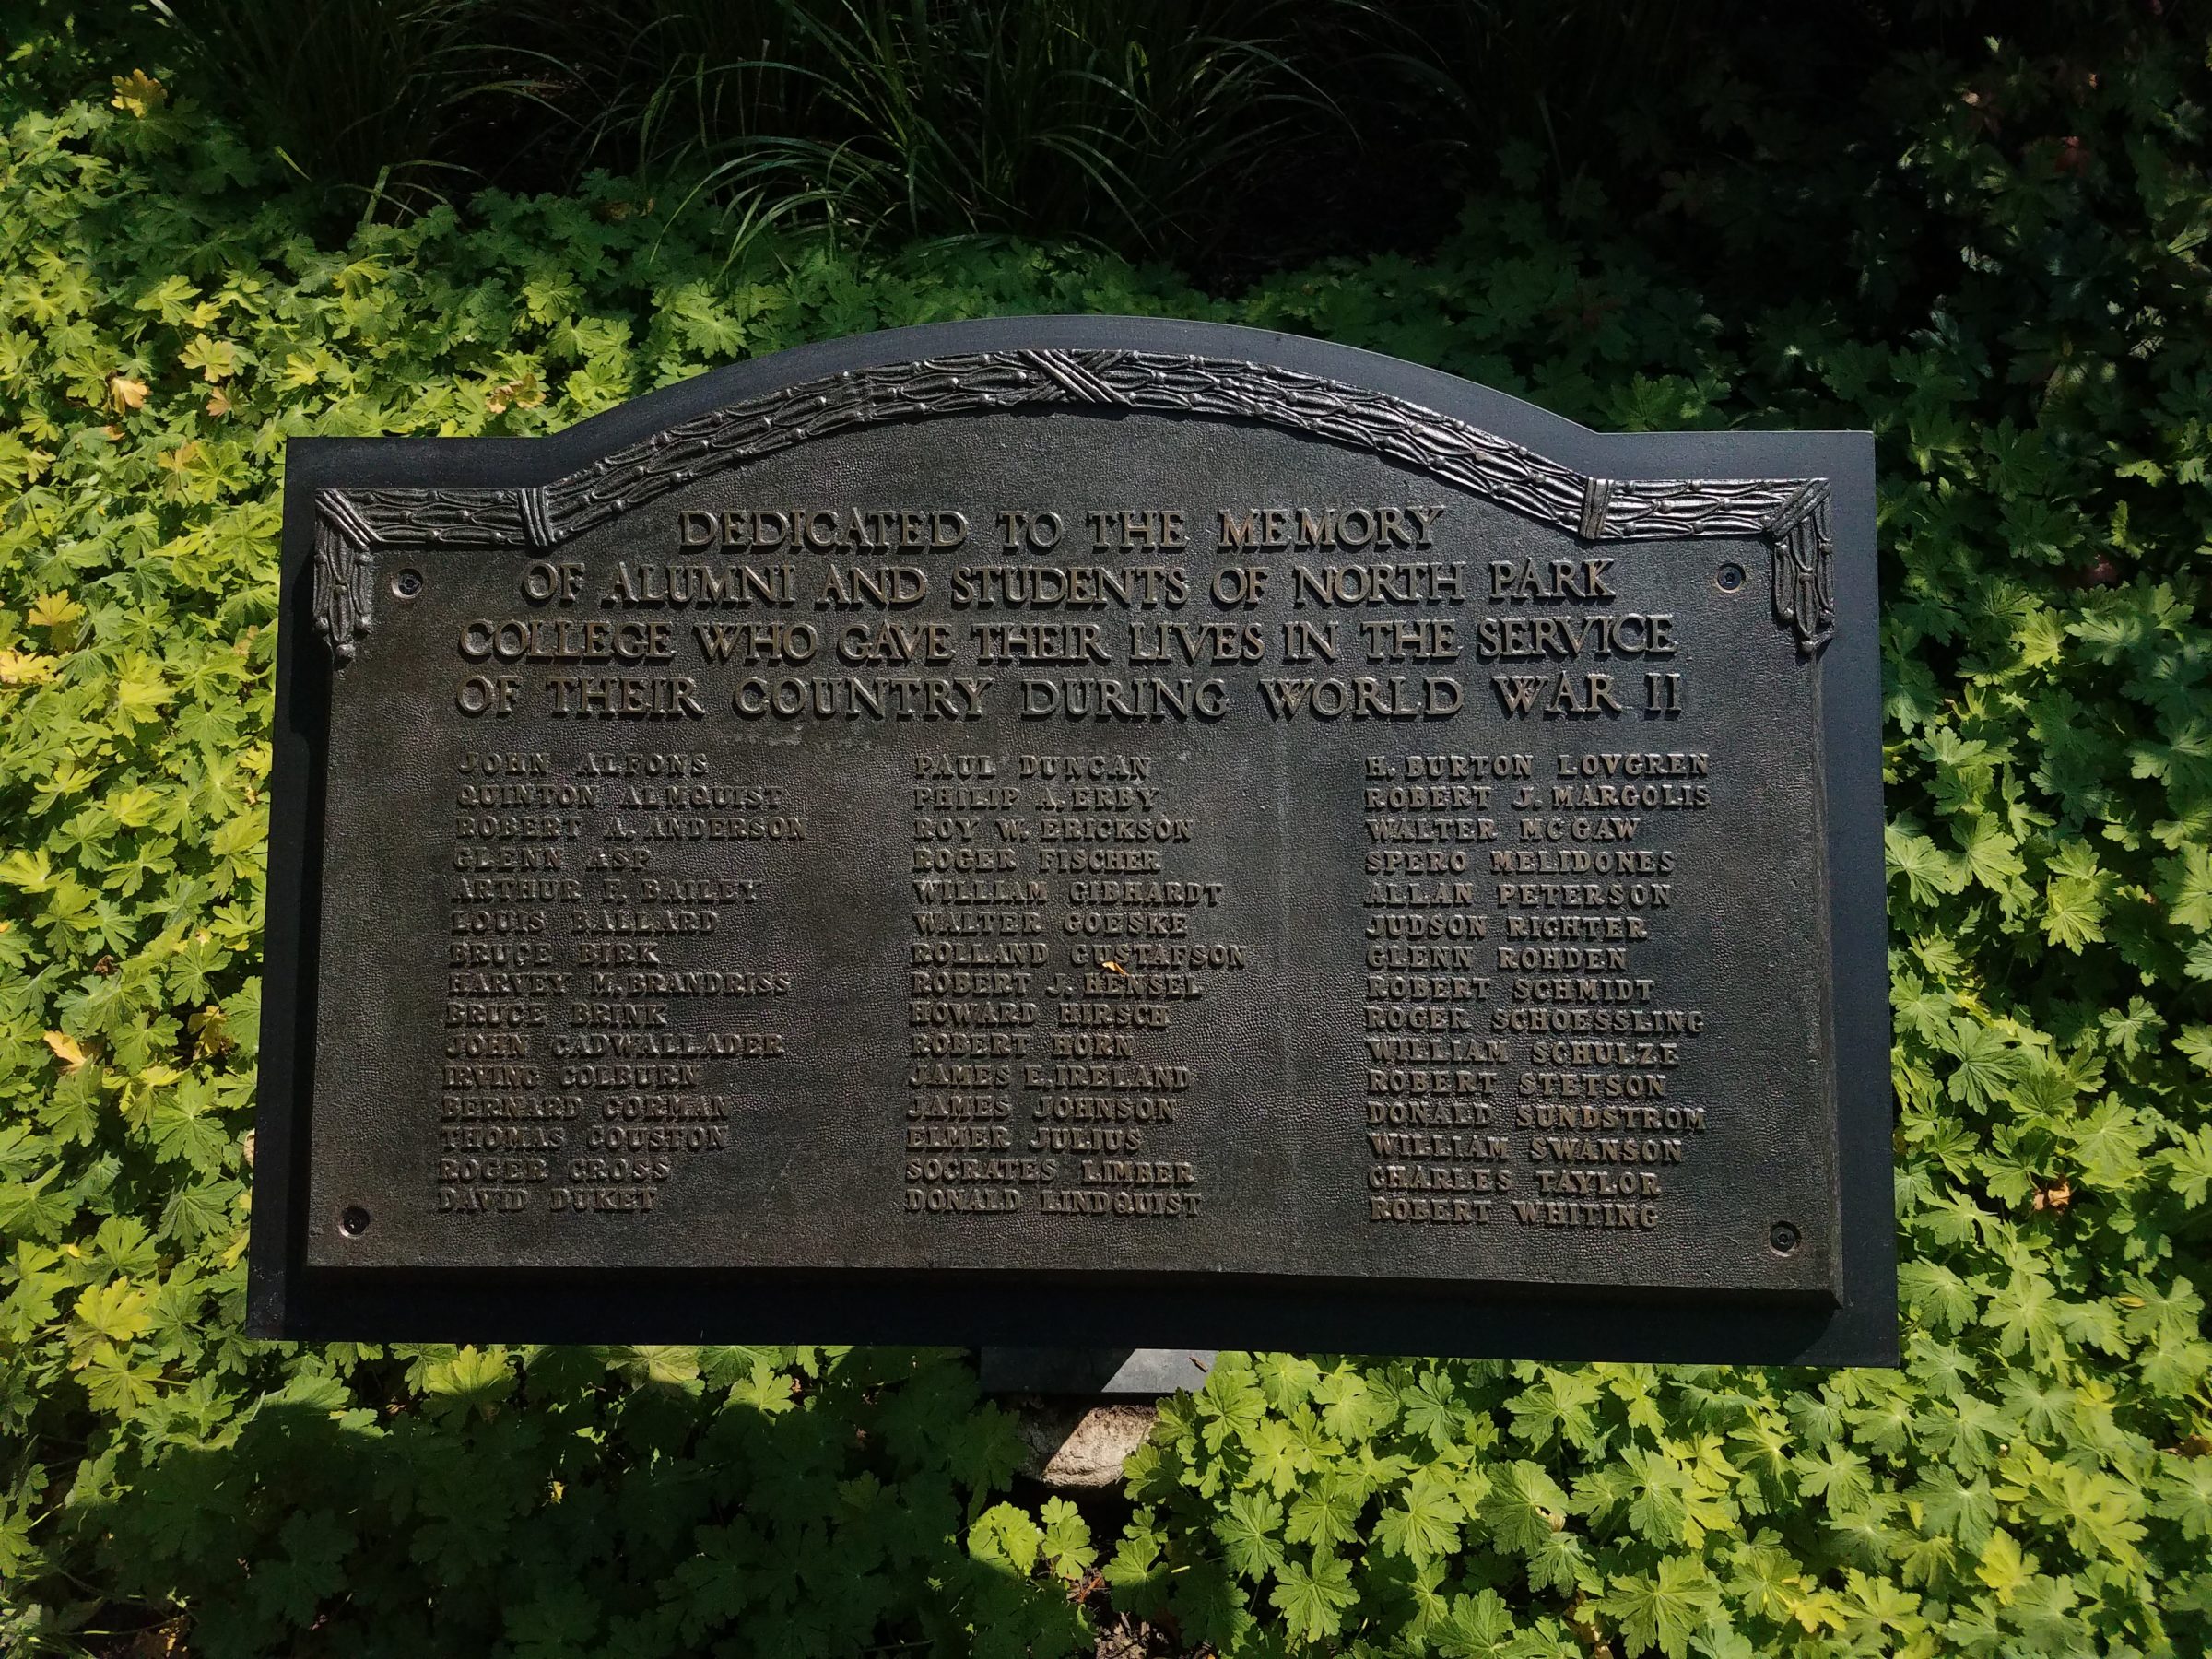 DEDICATED TO THE MEMORY
OF ALUMNI AND STUDENTS OF NORTH PARK
COLLEGE WHO GAVE THEIR LIVES IN THE SERVICE
OF THEIR COUNTRY DURING WORLD WAR II
JOHN ALFONS
QUINTON ALMQUIST
ROBERT A. ANDERSON
GLENN ASP
ARTHUR F. BAILEY
LOUIS BALLARD
BRUCE BIRK
HARVEY M. BRANDRISS
BRUCE BRINK
JOHN CADWALLADER
IRVING COLBURN
BERNARD CORMAN
THOMAS COUSTON
ROGER CROSS
DAVID DUKET
PAUL DUNCAN
PHILIP A. ERBY
ROY W. ERICKSON
ROGER FISCHER
WILLIAM GIBHARDT
WALTER GOESKE
ROLLAND GUSTAFSON
ROBERT J. HENSEL
HOWARD HIRSCH
ROBERT HORN
JAMES E. IRELAND
JAMES JOHNSON
ELMER JULIUS
SOCRATES LIMBER
DONALD LINDQUIST
H. BURTON LOVGREN
ROBERT J. MARGOLIS
WALTER MCGAW
SPERO MELIDONES
ALLAN PETERSON
JUDSON RICHTER
GLENN ROHDEN
ROBERT SCHMIDT
ROGER SCHOESSLING
WILLIAM SCHULZE
ROBERT STETSON
DONALD SUNDSTROM
WILLIAM SWANSON
CHARLES TAYLOR
ROBERT WHITING